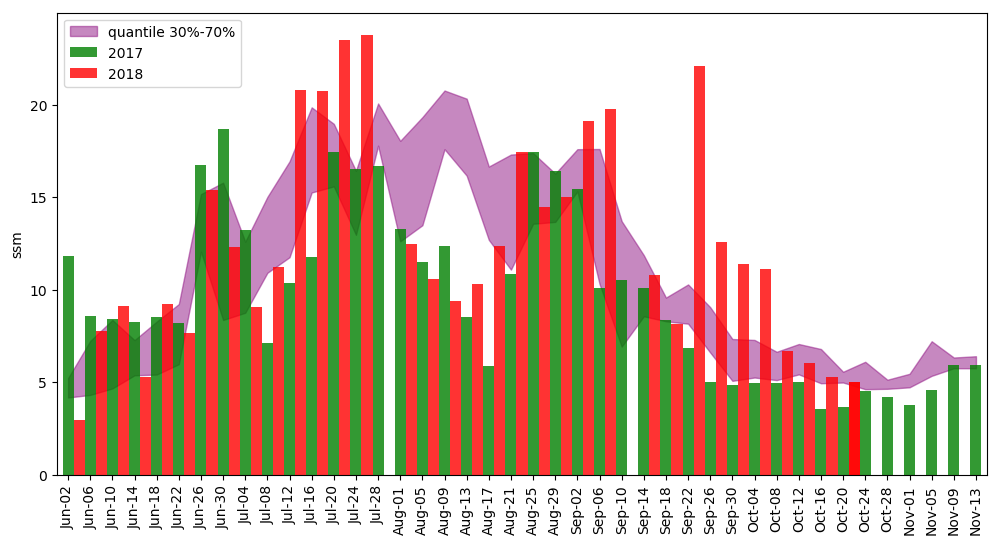 quantile 30%-70%
2017
2018
ssm
20
15
10
5
0
Jun-02
Jun-06
Jun-10
Jun-14
Jun-18
Jun-22
Jun-26
Jun-30
Jul-04
Jul-08
Jul-12
Jul-16
Jul-20
Jul-24
Jul-28
Aug-01
Aug-05
Aug-09
Aug-13
Aug-17
Aug-21
Aug-25
Aug-29
Sep-02
Sep-06
Sep-10
Sep-14
Sep-18
Sep-22
Sep-26
Sep-30
Oct-04
Oct-08
Oct-12
Oct-16
Oct-20
Oct-24
Oct-28
Nov-01
Nov-05
Nov-09
Nov-13